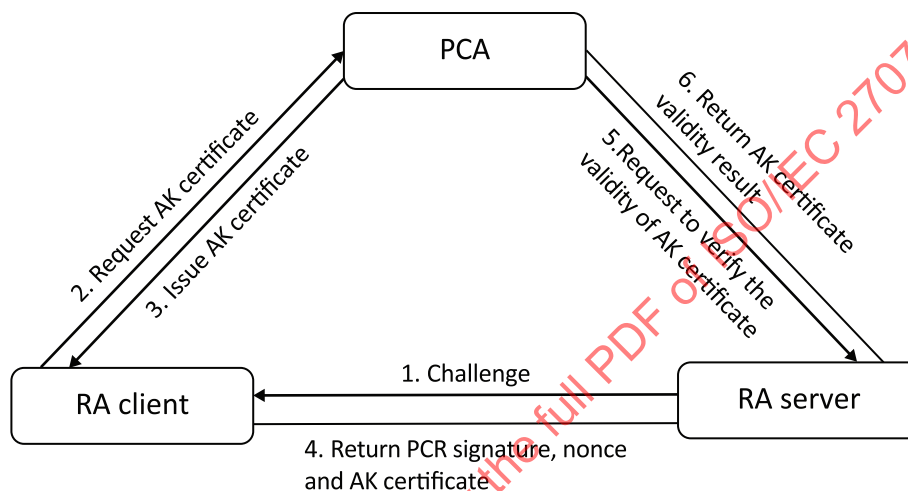 PCA
2. Request AK certificate
3. Issue AK certificate
6. Return AK
validity result
certificate
5.Request to verify the
validity of AK certificate
RA client
1. Challenge
RA server
4. Return PCR signature, nonce
and AK certificate
the full PDF of ISO/IEC 2707